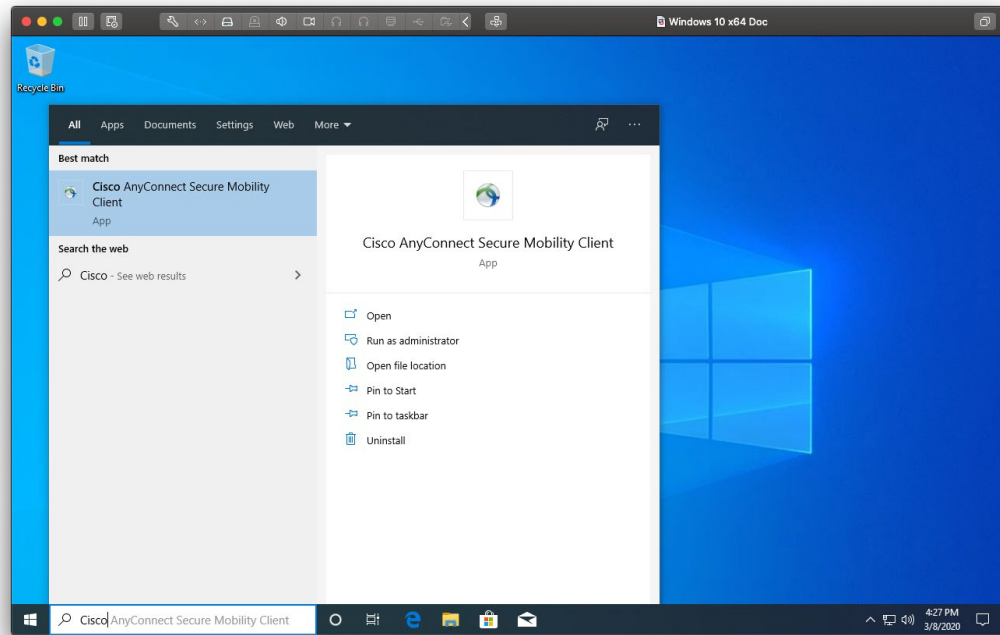 Windows 10 x64 Doc
Recycle Bin
All Apps Documents Settings Web More
Best match
Cisco AnyConnect Secure Mobility
Client
App
Search the web
Cisco - See web results
Cisco AnyConnect Secure Mobility Client
App
Open
Run as administrator
Open file location
Pin to Start
Pin to taskbar
Uninstall
Cisco AnyConnect Secure Mobility Client
4:27 PM
3/8/2020